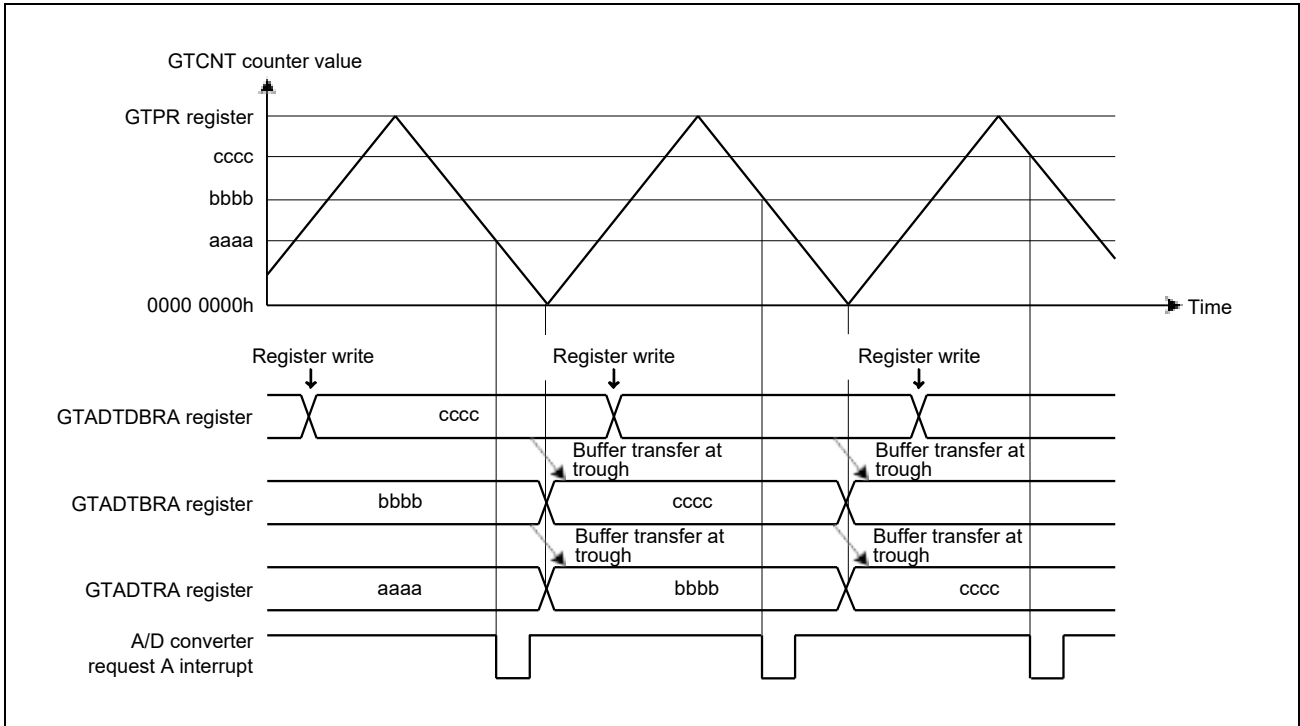 GTCNT counter value
GTPR register
cccc
bbbb
aaaa
0000 0000h
Time
Register write
Register write
Register write
GTADTDBRA register
cccc
Buffer transfer at
trough
Buffer transfer at
trough
GTADTBRA register
bbbb
cccc
Buffer transfer at
trough
Buffer transfer at
trough
GTADTRA register
aaaa
bbbb
cccc
A/D converter
request A interrupt